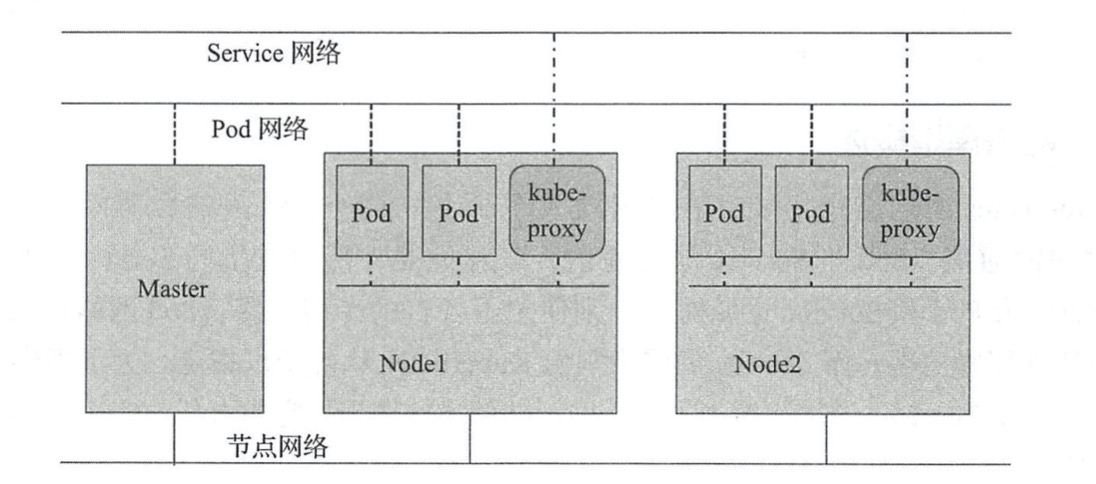 Service 网络
Pod 网络
Master
Pod
Pod
kube-
proxy
Node1
Pod
Pod
kube-
proxy
Node2
节点网络